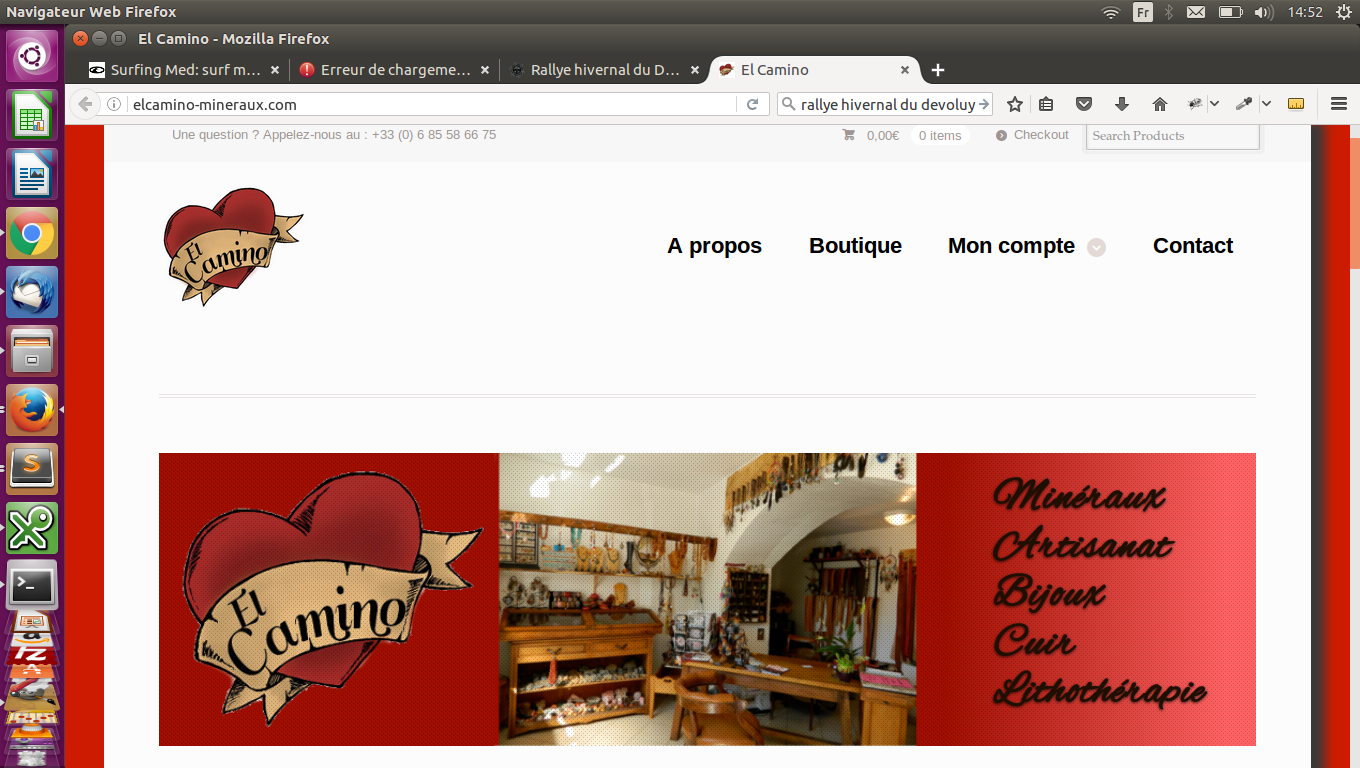 Navigateur Web Firefox
Fr
14:52
El Camino - Mozilla Firefox
Surfing Med: surf m...
Erreur de chargeme...
Rallye hivernal du D...
El Camino
elcamino-mineraux.com
rallye hivernal du devoluy
Une question ? Appelez-nous au : +33 (0) 6 85 58 66 75
0,00€
0 items
Checkout
Search Products
El
Camino
A propos
Boutique
Mon compte
Contact
El
Camino
Minéraux
Artisanat
Bijoux
Cuir
Lithothérapie